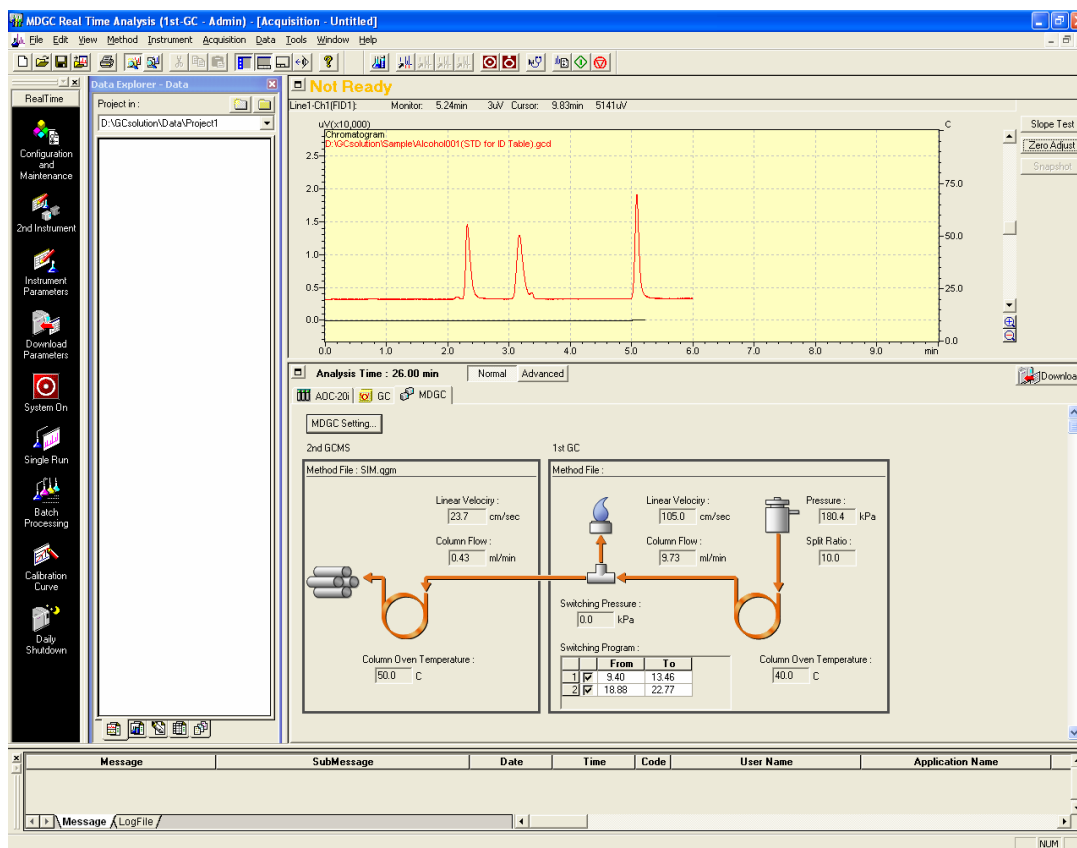 MDGC Real Time Analysis (1st-GC - Admin) - [Acquisition - Untitled]
File Edit View Method Instrument Acquisition Data Tools Window Help
RealTime
Configuration
and
Maintenance
2nd Instrument
Instrument
Parameters
Download
Parameters
System On
Single Run
Batch
Processing
Calibration
Curve
Daily
Shutdown
Data Explorer - Data
Project in :
D:\GCsolution\Data\Project1
Not Ready
Line1-Ch1(FID1): Monitor: 5.24min 3uV Cursor: 9.83min 5141uV
uV(x10,000) C
Chromatogram
D:\GCsolution\Sample\Alcohol001(STD for ID Table).gcd
2.5
2.0
1.5
1.0
0.5
0.0
75.0
50.0
25.0
0.0
0.0 1.0 2.0 3.0 4.0 5.0 6.0 7.0 8.0 9.0 min
Slope Test
Zero Adjust
Snapshot
Analysis Time : 26.00 min Normal Advanced
Downloa
AOC-20i GC MDGC
MDGC Setting...
2nd GCMS
Method File : SIM.qgm
Linear Velociry :
23.7 cm/sec
Column Flow :
0.43 ml/min
Column Oven Temperature :
50.0 C
1st GC
Method File :
Linear Velocity :
105.0 cm/sec
Column Flow :
9.73 ml/min
Pressure :
180.4 kPa
Split Ratio :
10.0
Switching Pressure :
0.0 kPa
Switching Program :
From To
1 9.40 13.46
2 18.88 22.77
Column Oven Temperature :
40.0 C
Message SubMessage Date Time Code User Name Application Name
Message LogFile
NUM